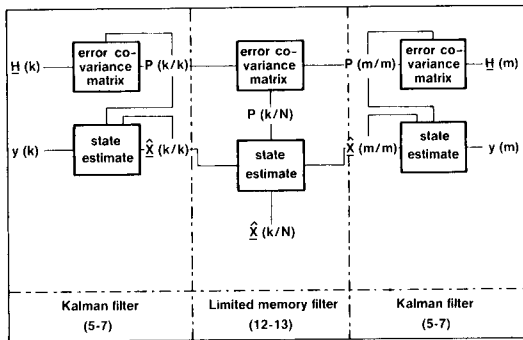 error co-
variance
matrix
H (k)
P (k/k)
error co-
variance
matrix
P (m/m)
error co-
variance
matrix
H (m)
P (k/N)
y (k)
state
estimate
X̂ (k/k)
state
estimate
X̂ (m/m)
state
estimate
y (m)
X̂ (k/N)
Kalman filter
(5-7)
Limited memory filter
(12-13)
Kalman filter
(5-7)